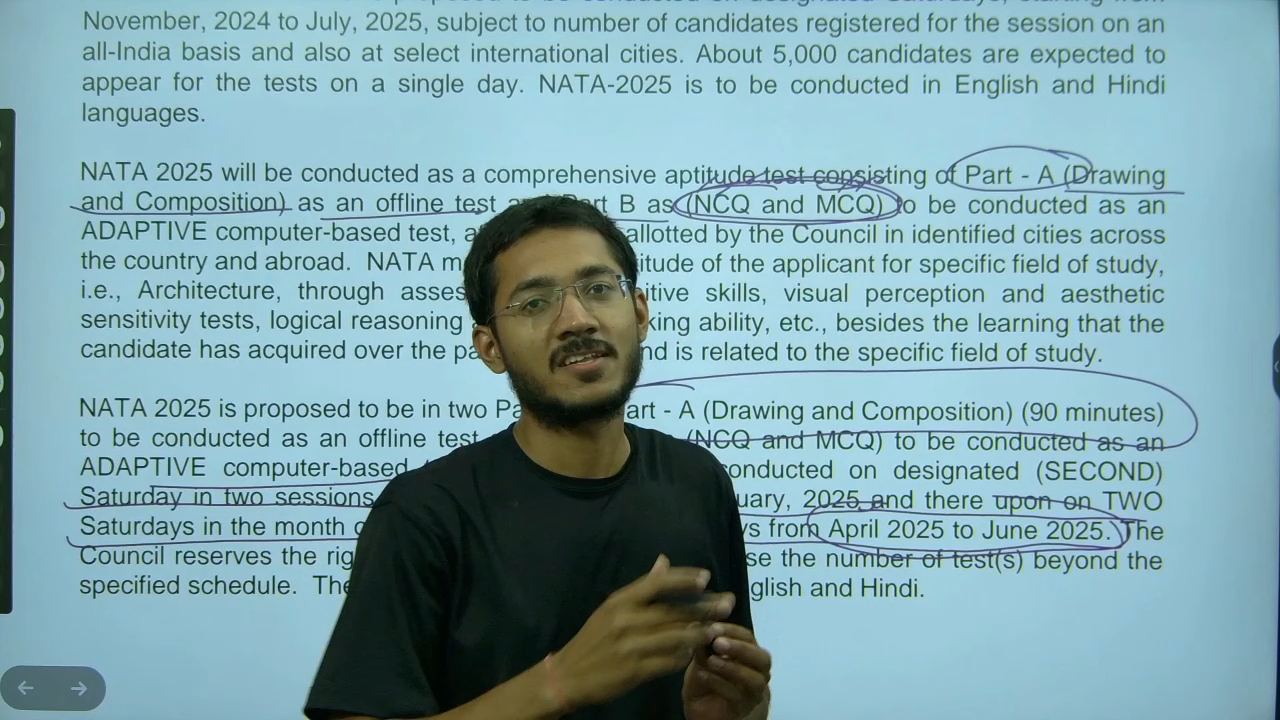 November, 2024 to July, 2025, subject to number of candidates registered for the session on an
all-India basis and also at select international cities. About 5,000 candidates are expected to
appear for the tests on a single day. NATA-2025 is to be conducted in English and Hindi
languages.
NATA 2025 will be conducted as a comprehensive aptitude test consisting of Part - A (Drawing
and Composition) as an offline test and Part B as (NCQ and MCQ) to be conducted as an
ADAPTIVE computer-based test, allotted by the Council in identified cities across
the country and abroad. NATA of the applicant for specific field of study,
i.e., Architecture, through skills, visual perception and aesthetic
sensitivity tests, logical reasoning ability, etc., besides the learning that the
candidate has acquired over the and is related to the specific field of study.
NATA 2025 is proposed to be in two - A (Drawing and Composition) (90 minutes)
to be conducted as an offline test (NCQ and MCQ) to be conducted as an
ADAPTIVE computer-based conducted on designated (SECOND)
Saturday in two sessions 2025 and there upon on TWO
Saturdays in the month from April 2025 to June 2025. The
Council reserves the the number of test(s) beyond the
specified schedule. and Hindi.